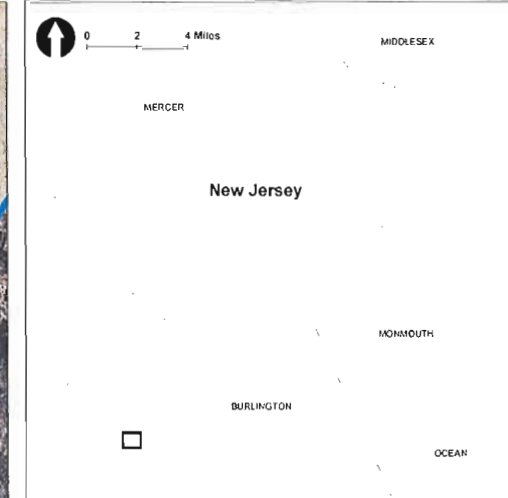 0 2 4 Miles
MIDDLESEX
MERCER
New Jersey
MONMOUTH
BURLINGTON
OCEAN